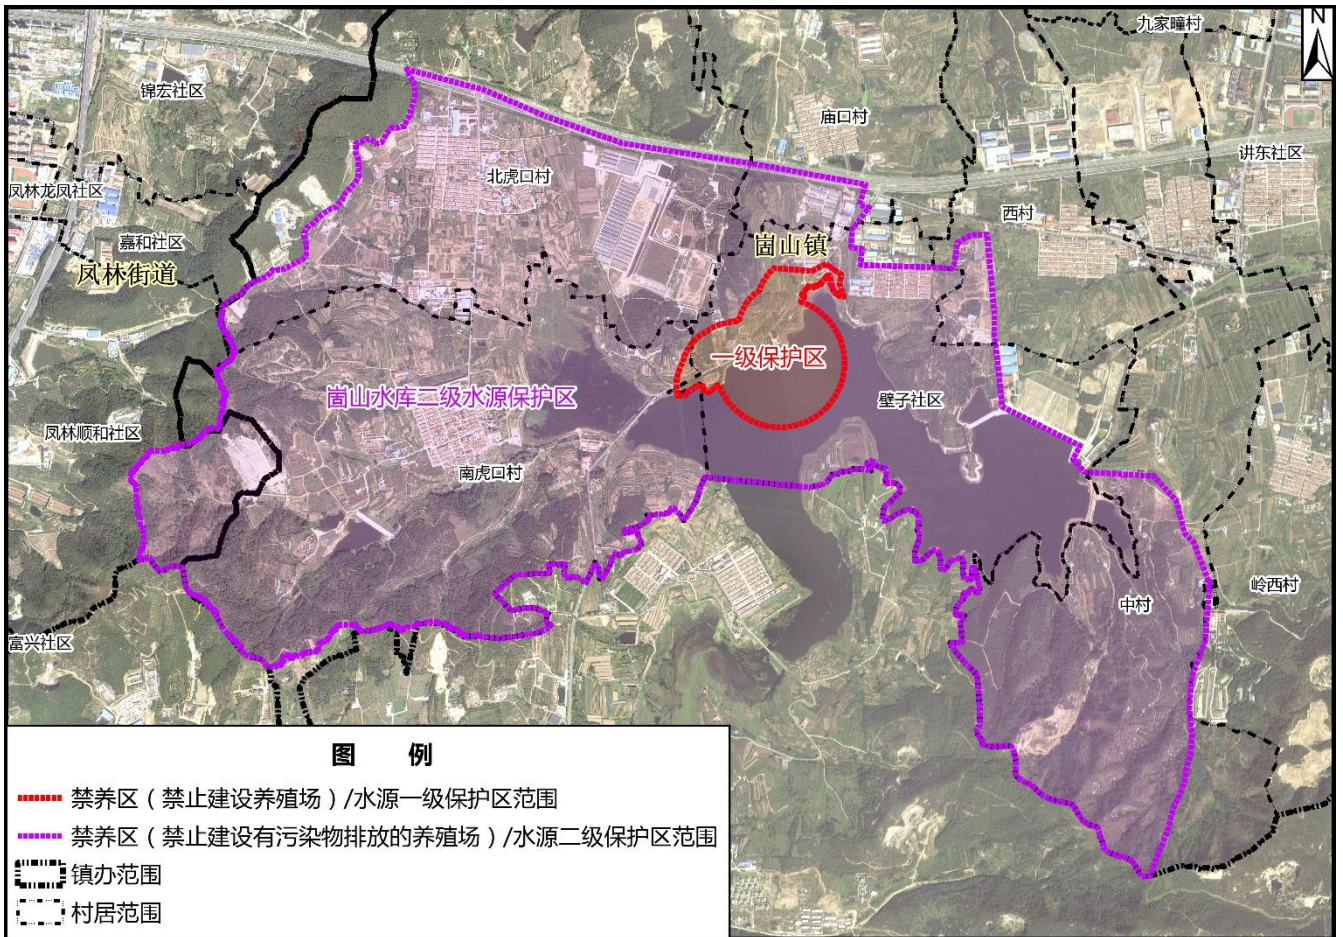 九家疃村
N
锦宏社区
庙口村
讲东社区
北虎口村
凤林龙凤社区
西村
嘉和社区
崮山镇
凤林街道
一级保护区
崮山水库二级水源保护区
壁子社区
凤林顺和社区
南虎口村
岭西村
中村
富兴社区
图 例
禁养区（禁止建设养殖场）/水源一级保护区范围
禁养区（禁止建设有污染物排放的养殖场）/水源二级保护区范围
镇办范围
村居范围